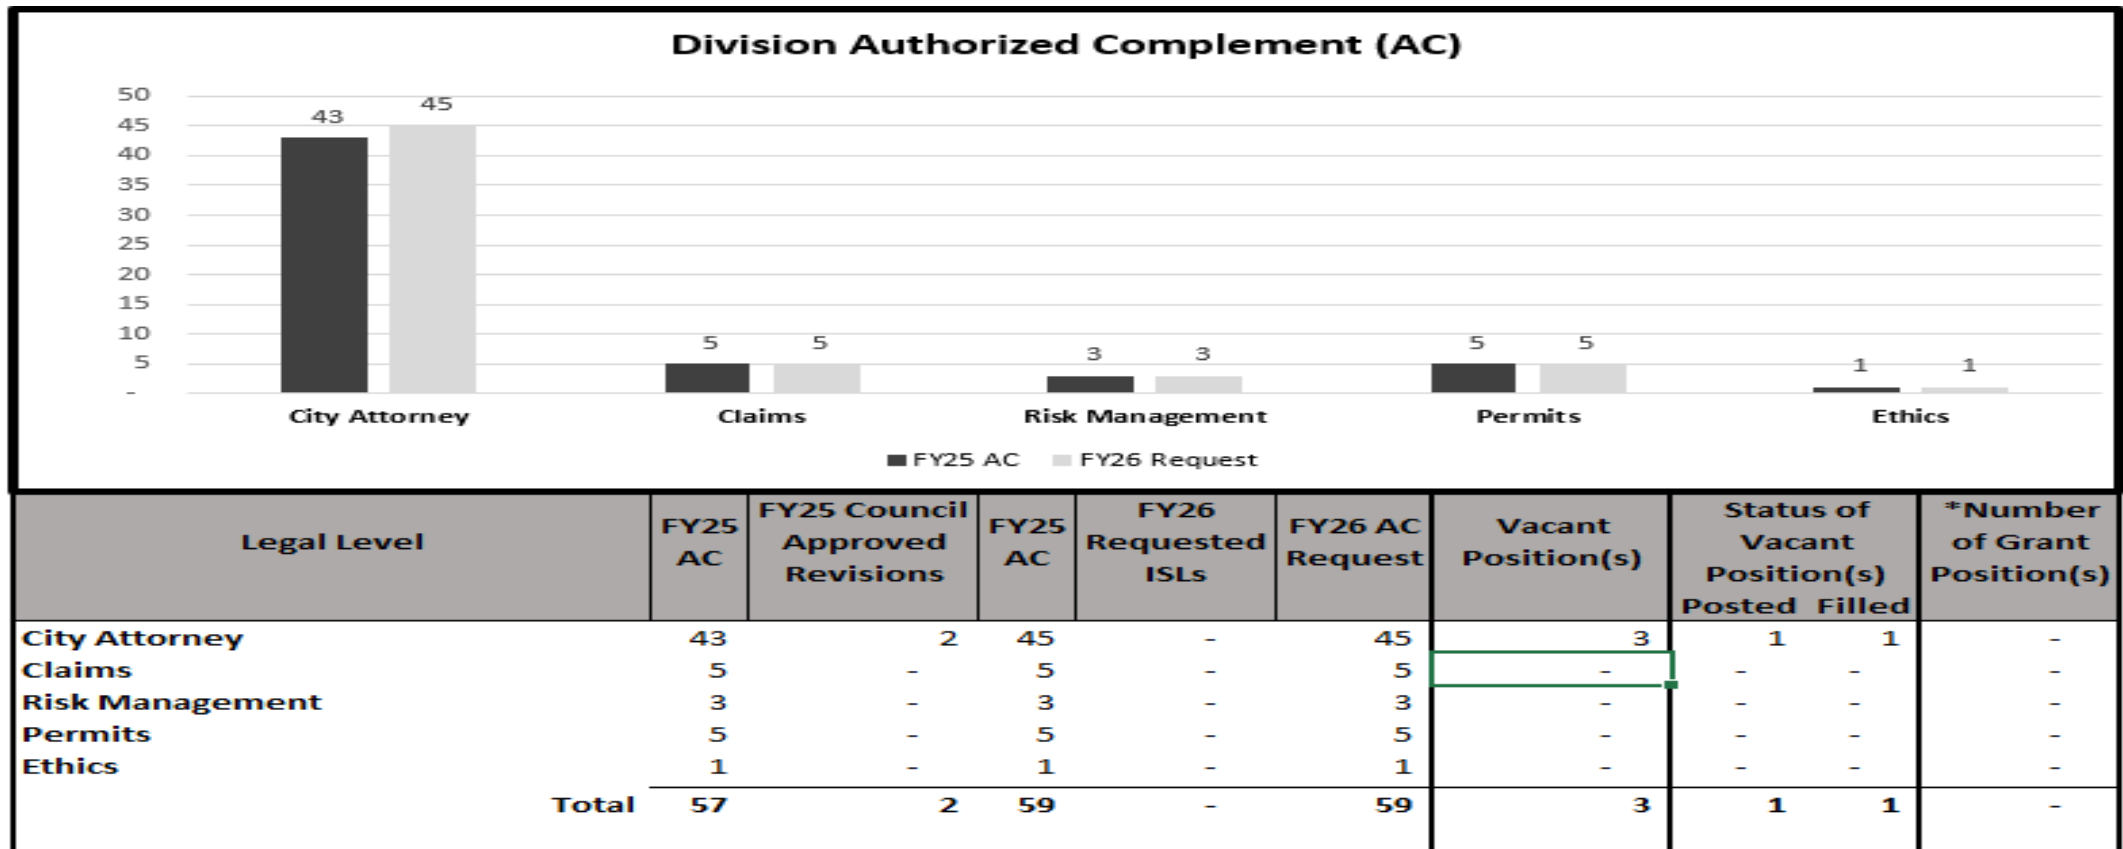 Division Authorized Complement (AC)
50
45
40
35
30
25
20
15
10
5
-
43 45
5 5
3 3
5 5
1 1
City Attorney Claims Risk Management Permits Ethics
FY25 AC FY26 Request
Legal Level FY25 AC FY25 Council Approved Revisions FY25 AC FY26 Requested ISLs FY26 AC Request Vacant Position(s) Status of Vacant Position(s) Posted Filled *Number of Grant Position(s)
City Attorney 43 2 45 - 45 3 1 1 -
Claims 5 - 5 - 5 - - - -
Risk Management 3 - 3 - 3 - - - -
Permits 5 - 5 - 5 - - - -
Ethics 1 - 1 - 1 - - - -
Total 57 2 59 - 59 3 1 1 -